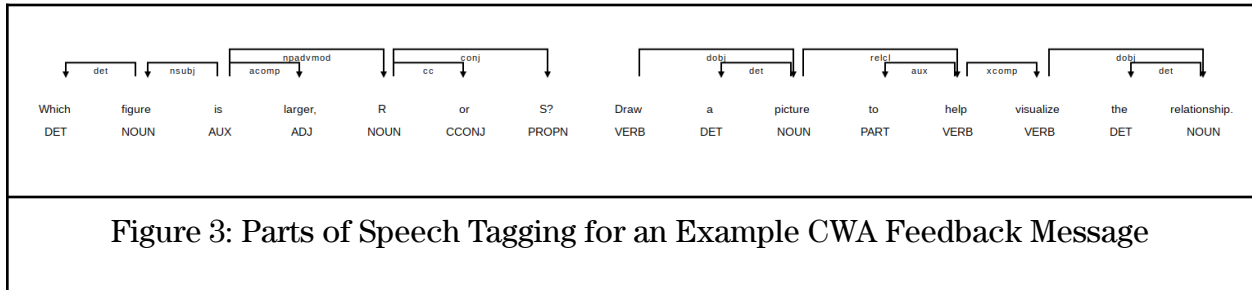 npadvmod conj dobj relcl dobj
det nsubj acomp cc det aux xcomp det
Which figure is larger, R or S? Draw a picture to help visualize the relationship.
DET NOUN AUX ADJ NOUN CCONJ PROPN VERB DET NOUN PART VERB VERB DET NOUN
Figure 3: Parts of Speech Tagging for an Example CWA Feedback Message